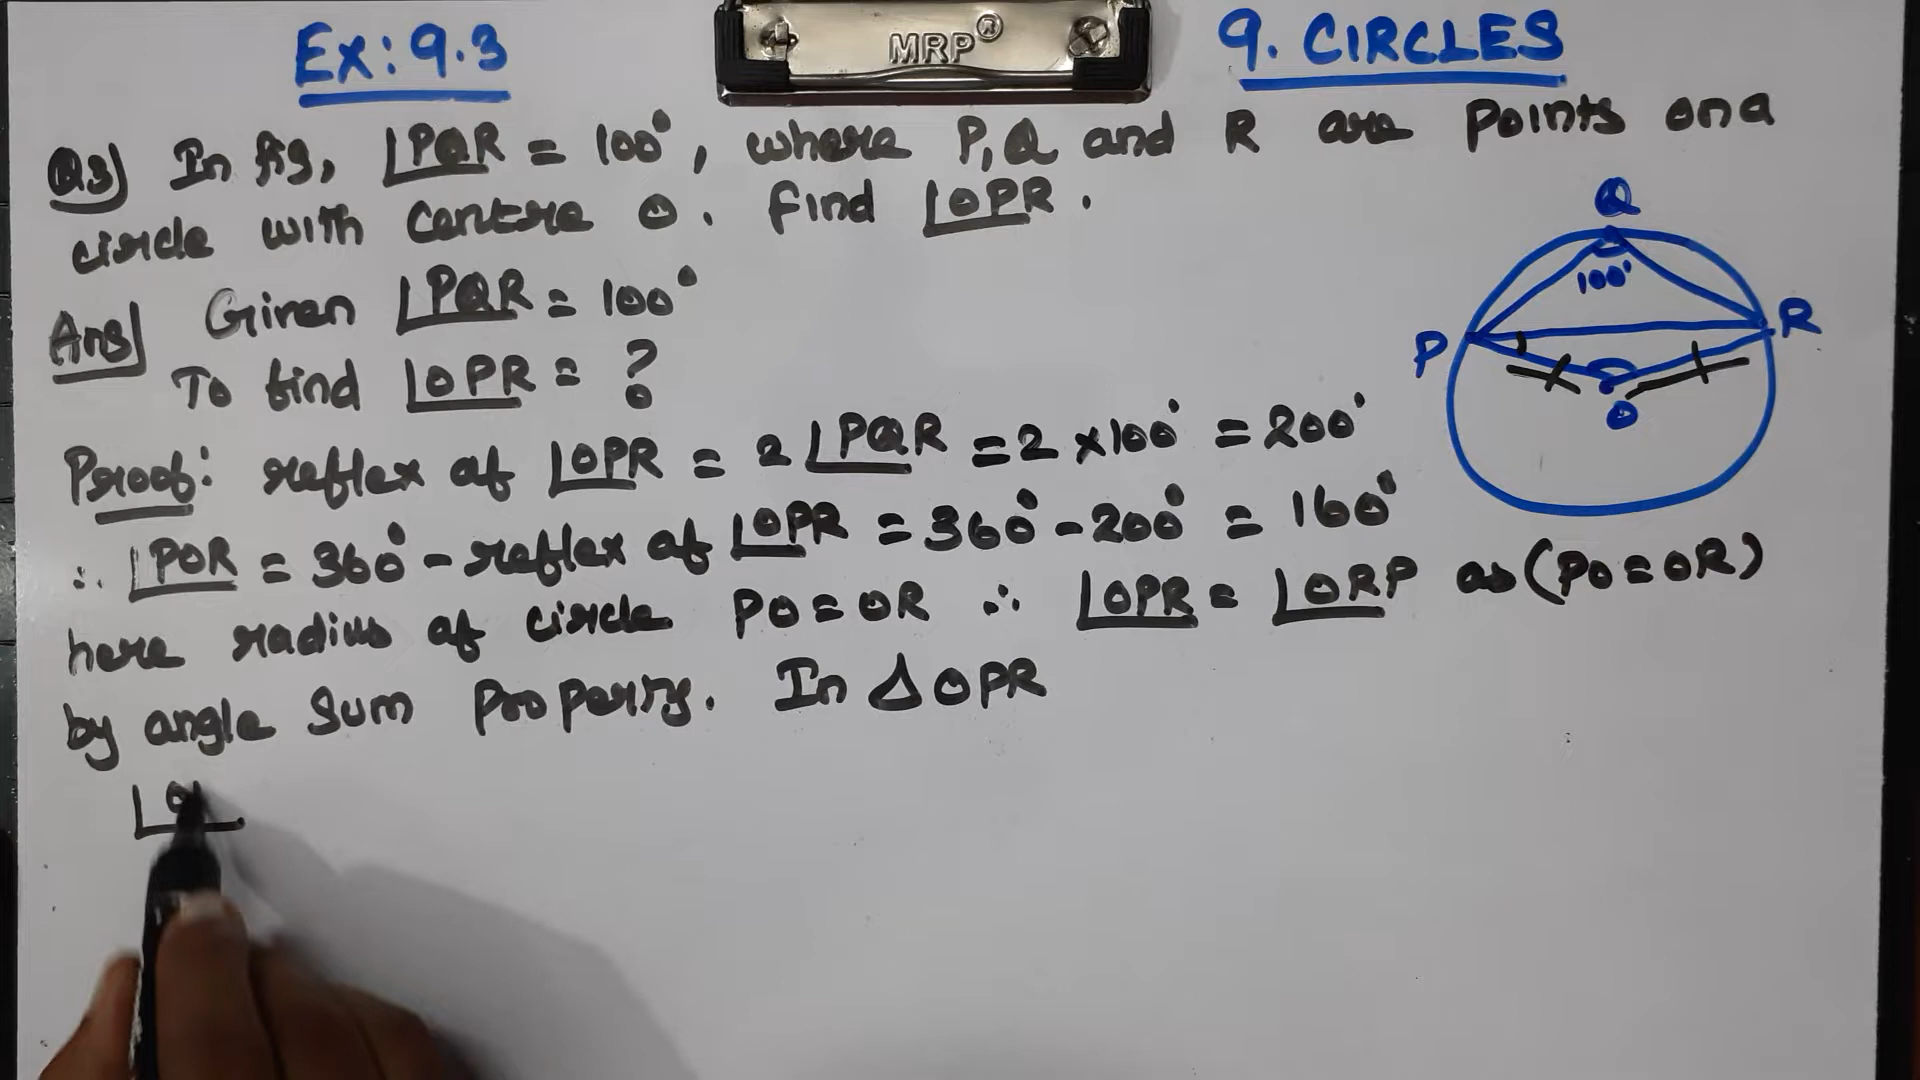 Ex: 9.3
MRP®
9. CIRCLES
Q3) In fig, ∠PQR = 100°, where P, Q and R are points on a
circle with centre O. Find ∠OPR.
Ans) Given ∠PQR = 100°
To find ∠OPR = ?
Proof: reflex of ∠OPR = 2∠PQR = 2 × 100° = 200°
∴ ∠POR = 360° - reflex of ∠OPR = 360° - 200° = 160°
here radius of circle PO = OR ∴ ∠OPR = ∠ORP as (PO = OR)
by angle sum Property. In △OPR
Q
100°
P
R
O